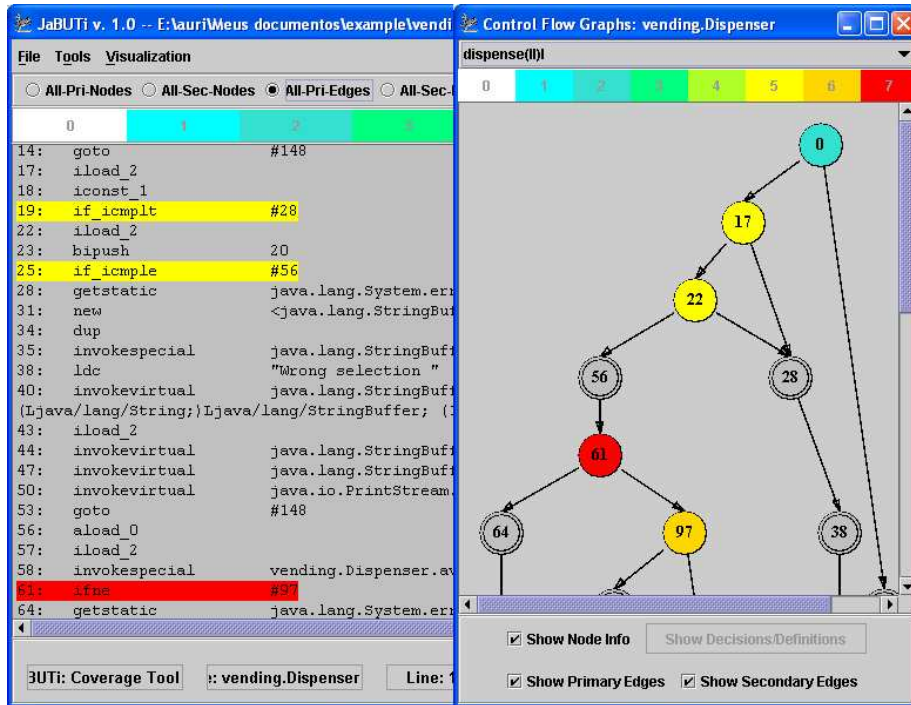 JaBUTi v. 1.0 -- E:\auri\Meus documentos\example\vendi
File Tools Visualization
All-Pri-Nodes All-Sec-Nodes All-Pri-Edges All-Sec-
0 1 2 3
14: goto #148
17: iload_2
18: iconst_1
19: if_icmplt #28
22: iload_2
23: bipush 20
25: if_icmple #56
28: getstatic java.lang.System.err
31: new <java.lang.StringBuf
34: dup
35: invokespecial java.lang.StringBuff
38: ldc "Wrong selection "
40: invokevirtual java.lang.StringBuff
(Ljava/lang/String;)Ljava/lang/StringBuffer; (
43: iload_2
44: invokevirtual java.lang.StringBuff
47: invokevirtual java.lang.StringBuff
50: invokevirtual java.io.PrintStream.
53: goto #148
56: aload_0
57: iload_2
58: invokespecial vending.Dispenser.av
61: ifne #97
64: getstatic java.lang.System.err
BUTi: Coverage Tool
: vending.Dispenser
Line: 1
Control Flow Graphs: vending.Dispenser
dispense(II)I
0 1 2 3 4 5 6 7
0
17
22
56
28
61
64
97
38
Show Node Info
Show Decisions/Definitions
Show Primary Edges
Show Secondary Edges